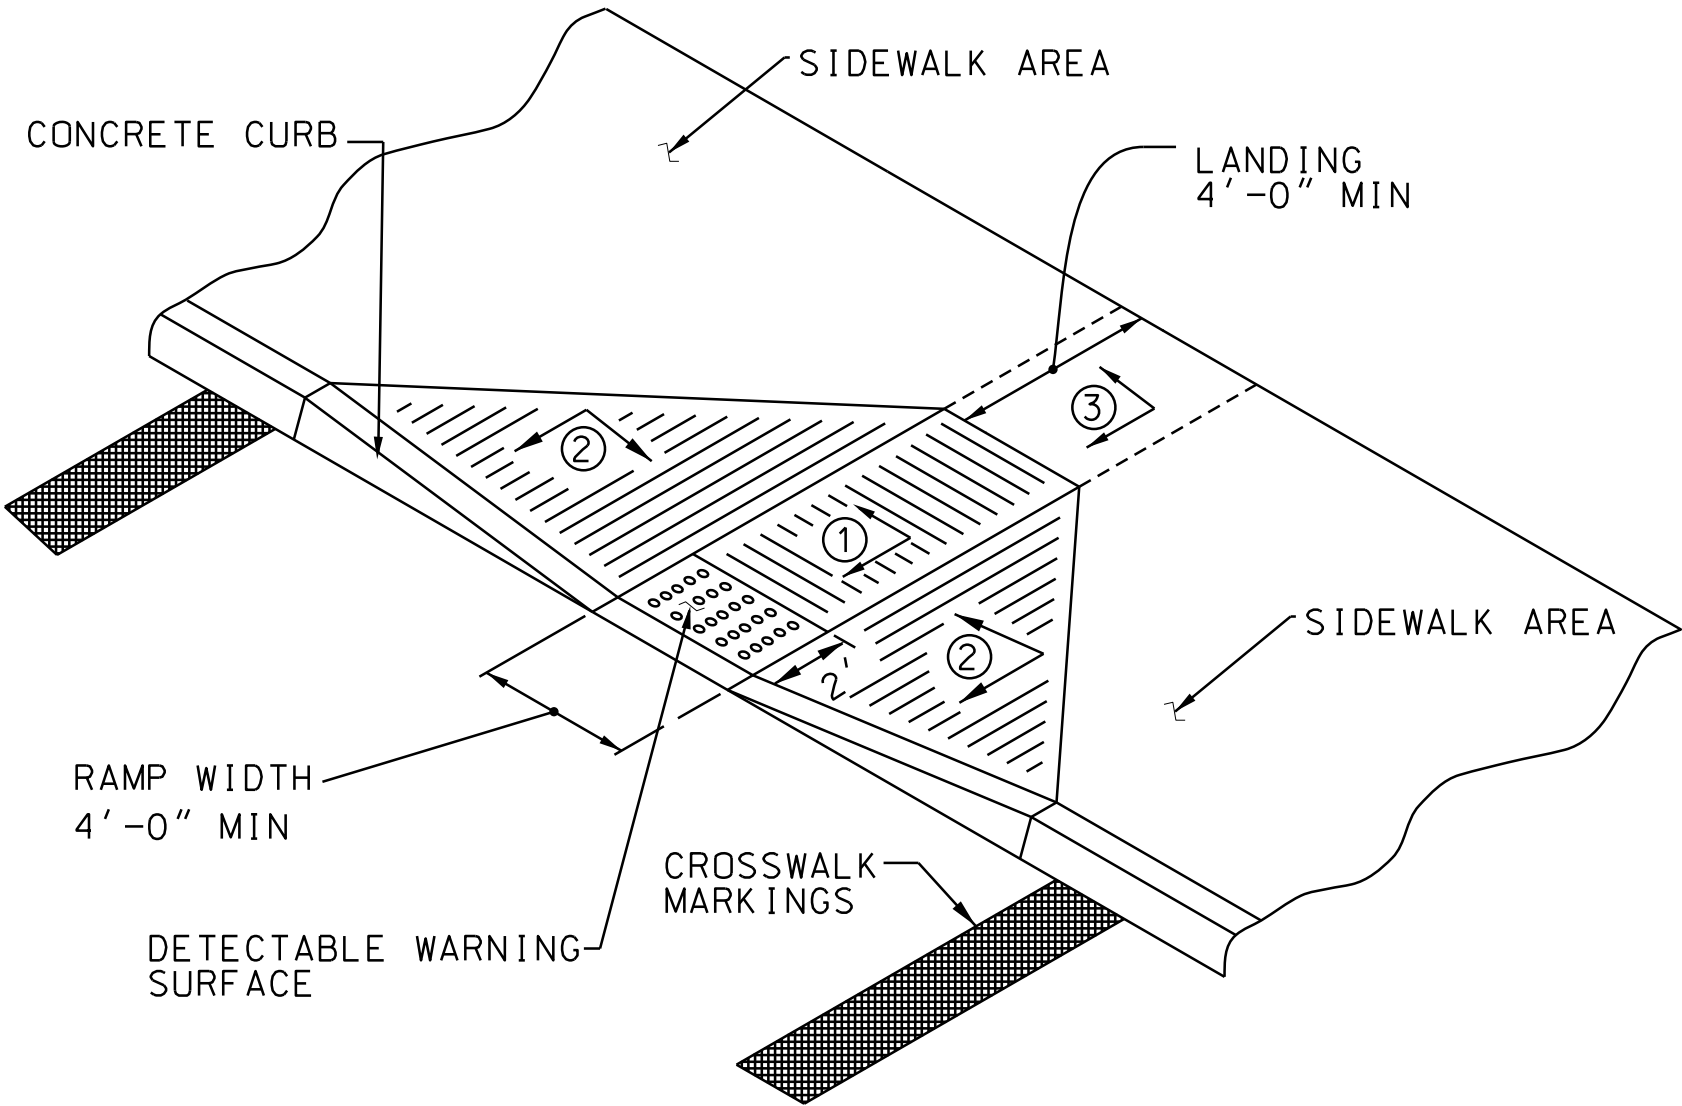 SIDEWALK AREA
CONCRETE CURB
LANDING
4'-0" MIN
3
2
1
SIDEWALK AREA
2
2'
RAMP WIDTH
4'-0" MIN
CROSSWALK
MARKINGS
DETECTABLE WARNING
SURFACE